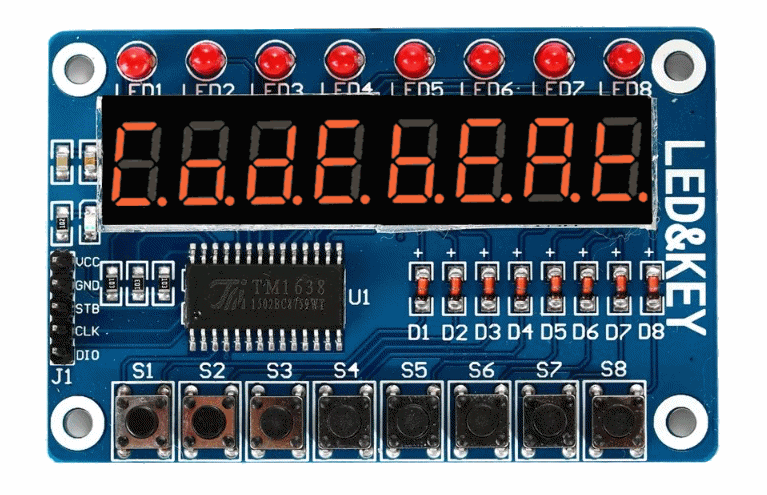 LED1 LED2 LED3 LED4 LED5 LED6 LED7 LED8
C.o.d.E.b.E.A.t.
LED&KEY
VCC
GND
STB
CLK
DIO
J1
TM1638
1502BC8759WT
U1
+ + + + + + + +
D1 D2 D3 D4 D5 D6 D7 D8
S1 S2 S3 S4 S5 S6 S7 S8